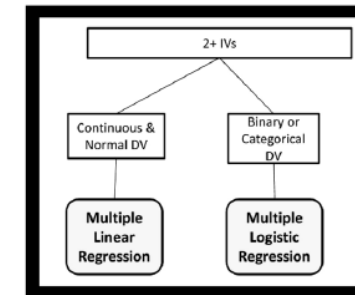 2+ IVs
Continuous &
Normal DV
Binary or
Categorical
DV
Multiple
Linear
Regression
Multiple
Logistic
Regression